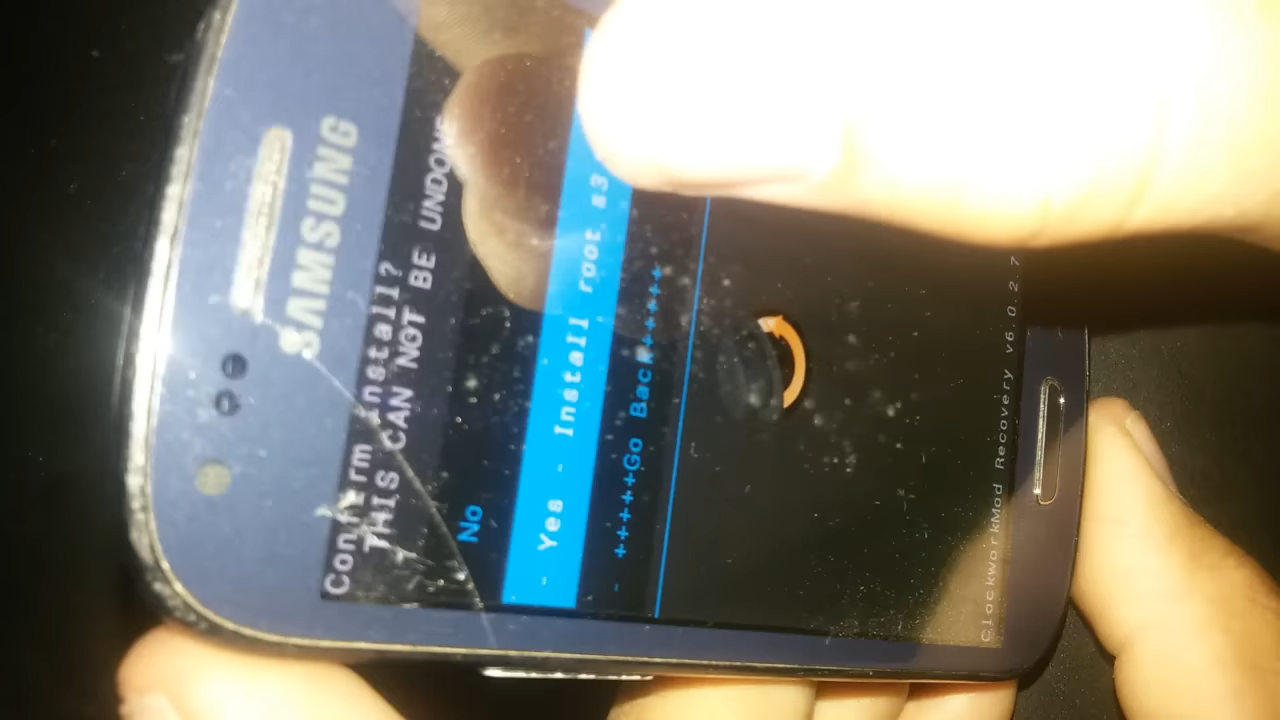 SAMSUNG
Confirm install?
THIS CAN NOT BE UNDONE
No
- Yes - Install root s3
- +++++Go Back++++++
ClockworkMod Recovery v6.0.2.7